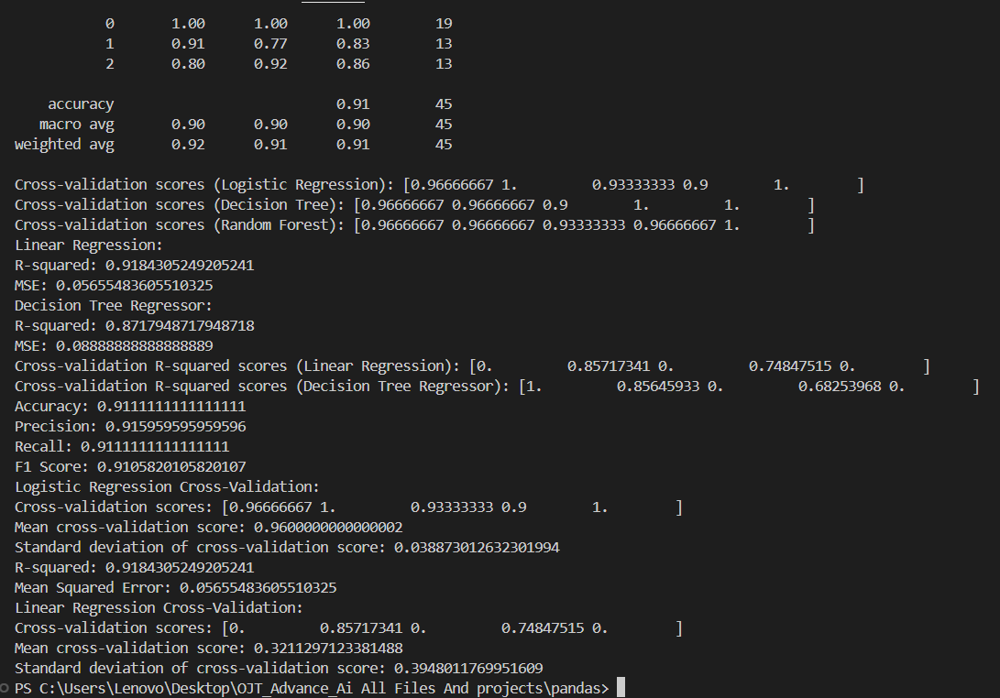 0 1.00 1.00 1.00 19
1 0.91 0.77 0.83 13
2 0.80 0.92 0.86 13
accuracy 0.91 45
macro avg 0.90 0.90 0.90 45
weighted avg 0.92 0.91 0.91 45
Cross-validation scores (Logistic Regression): [0.96666667 1. 0.93333333 0.9 1. ]
Cross-validation scores (Decision Tree): [0.96666667 0.96666667 0.9 1. 1. ]
Cross-validation scores (Random Forest): [0.96666667 0.96666667 0.93333333 0.96666667 1. ]
Linear Regression:
R-squared: 0.9184305249205241
MSE: 0.05655483605510325
Decision Tree Regressor:
R-squared: 0.8717948717948718
MSE: 0.08888888888888889
Cross-validation R-squared scores (Linear Regression): [0. 0.85717341 0. 0.74847515 0. ]
Cross-validation R-squared scores (Decision Tree Regressor): [1. 0.85645933 0. 0.68253968 0. ]
Accuracy: 0.9111111111111111
Precision: 0.915959595959596
Recall: 0.9111111111111111
F1 Score: 0.9105820105820107
Logistic Regression Cross-Validation:
Cross-validation scores: [0.96666667 1. 0.93333333 0.9 1. ]
Mean cross-validation score: 0.9600000000000002
Standard deviation of cross-validation score: 0.038873012632301994
R-squared: 0.9184305249205241
Mean Squared Error: 0.05655483605510325
Linear Regression Cross-Validation:
Cross-validation scores: [0. 0.85717341 0. 0.74847515 0. ]
Mean cross-validation score: 0.3211297123381488
Standard deviation of cross-validation score: 0.3948011769951609
PS C:\Users\Lenovo\Desktop\OJT_Advance_Ai All Files And projects\pandas>